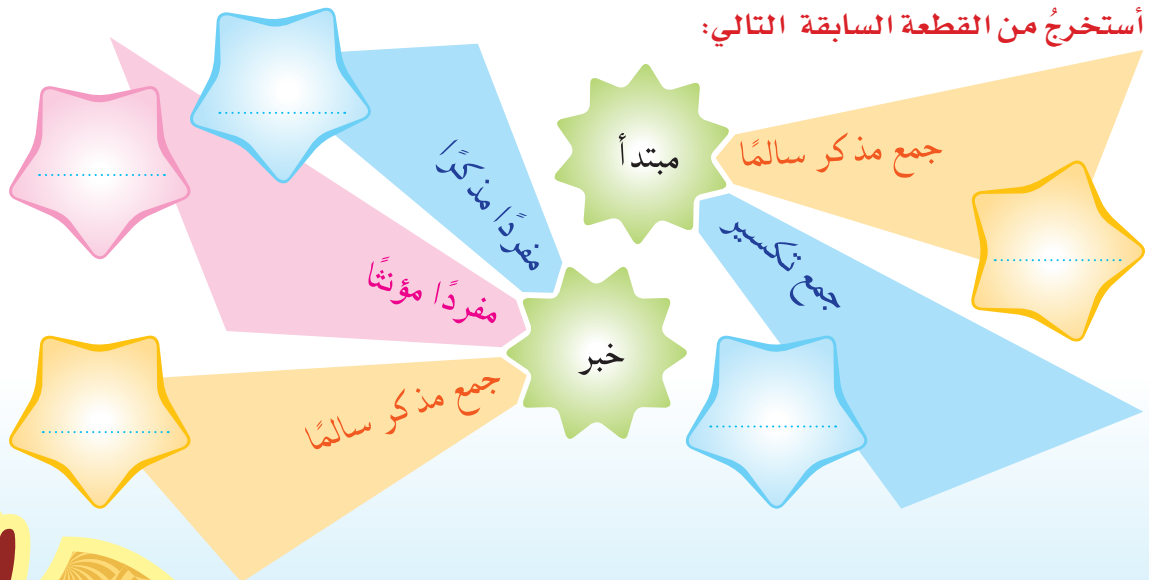 أستخرجُ من القطعة السابقة التالي:
مبتدأ
جمع مذكر سالمًا
جمع تكسير
خبر
مفردًا مذكرًا
مفردًا مؤنثًا
جمع مذكر سالمًا